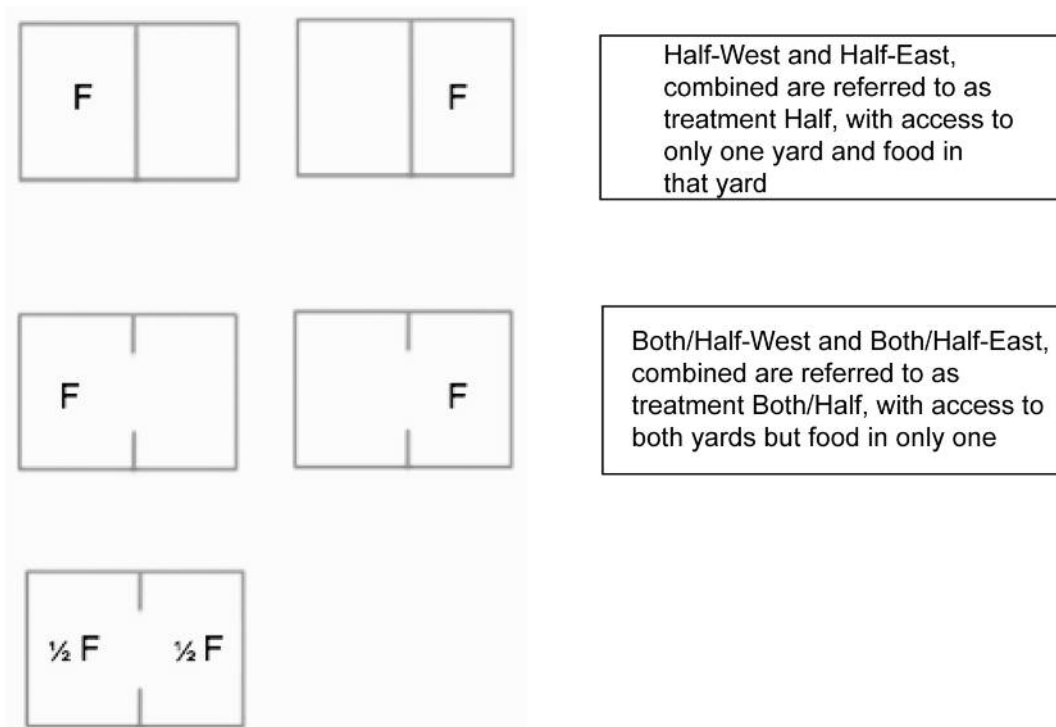 F
F
Half-West and Half-East,
combined are referred to as
treatment Half, with access to
only one yard and food in
that yard
F
F
Both/Half-West and Both/Half-East,
combined are referred to as
treatment Both/Half, with access to
both yards but food in only one
½ F
½ F